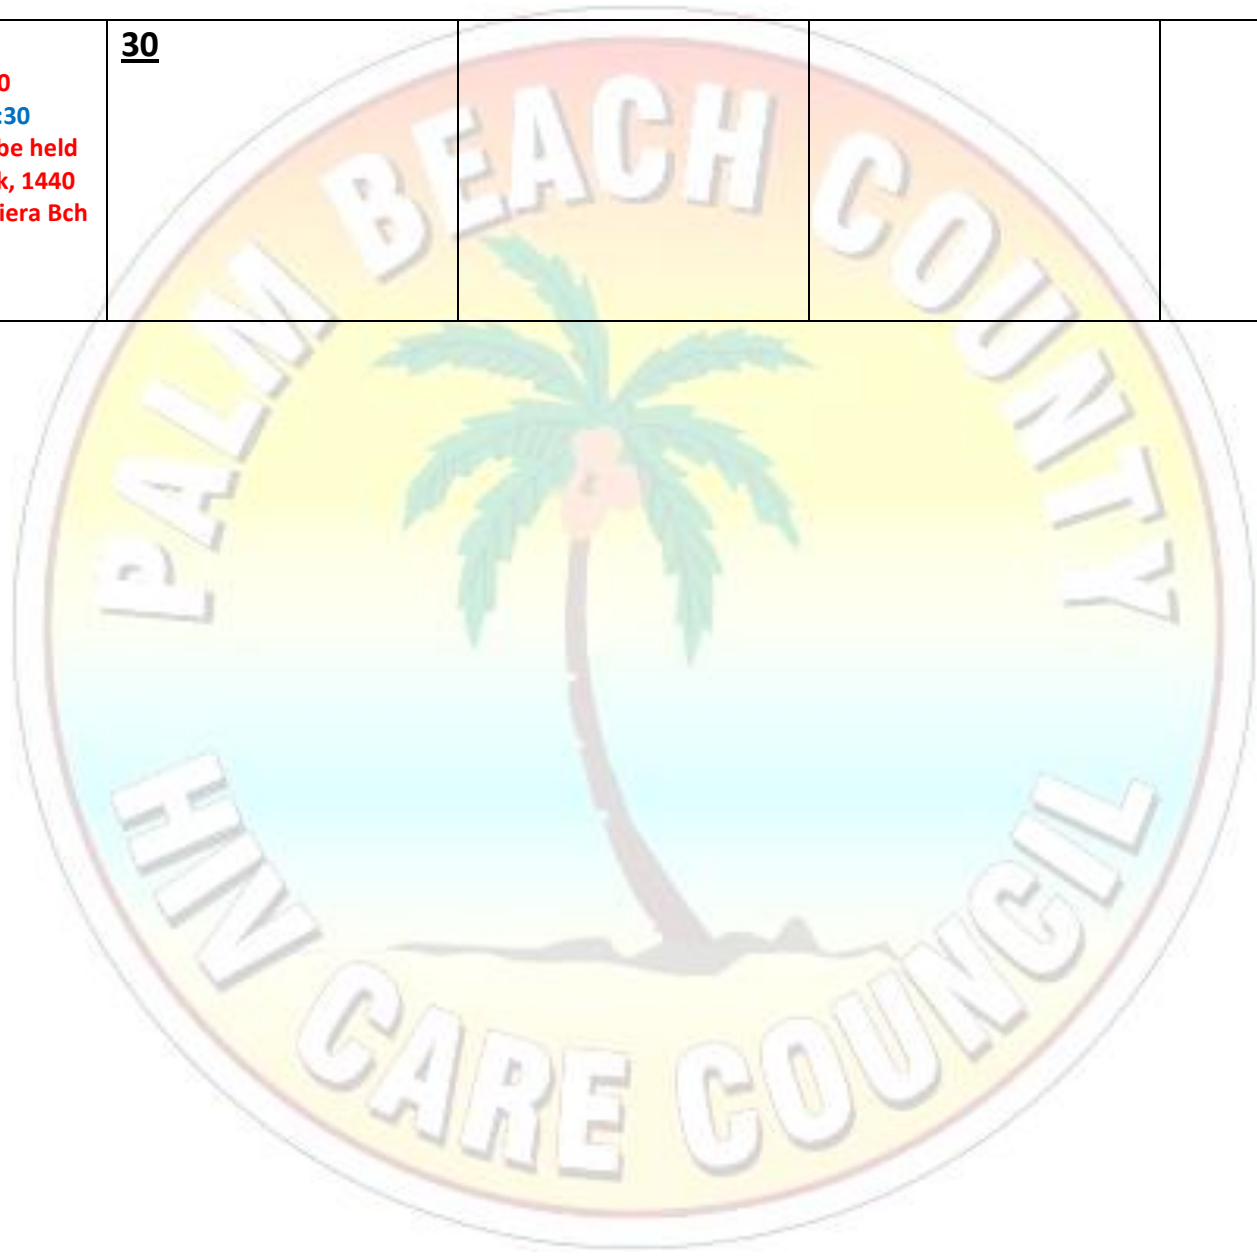 30
0
:30
be held
k, 1440
iera Bch
PALM BEACH COUNTY
HIV CARE COUNCIL